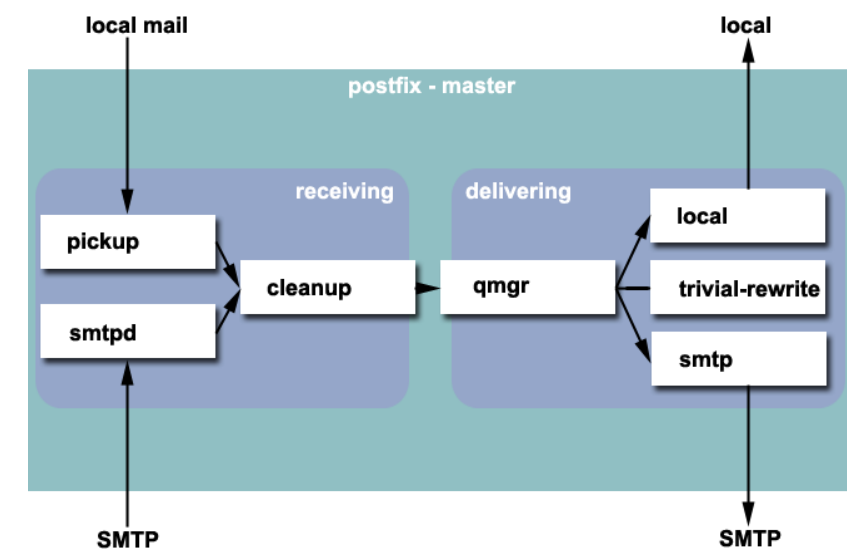 local mail
local
postfix - master
receiving
delivering
pickup
local
cleanup
qmgr
trivial-rewrite
smtpd
smtp
SMTP
SMTP